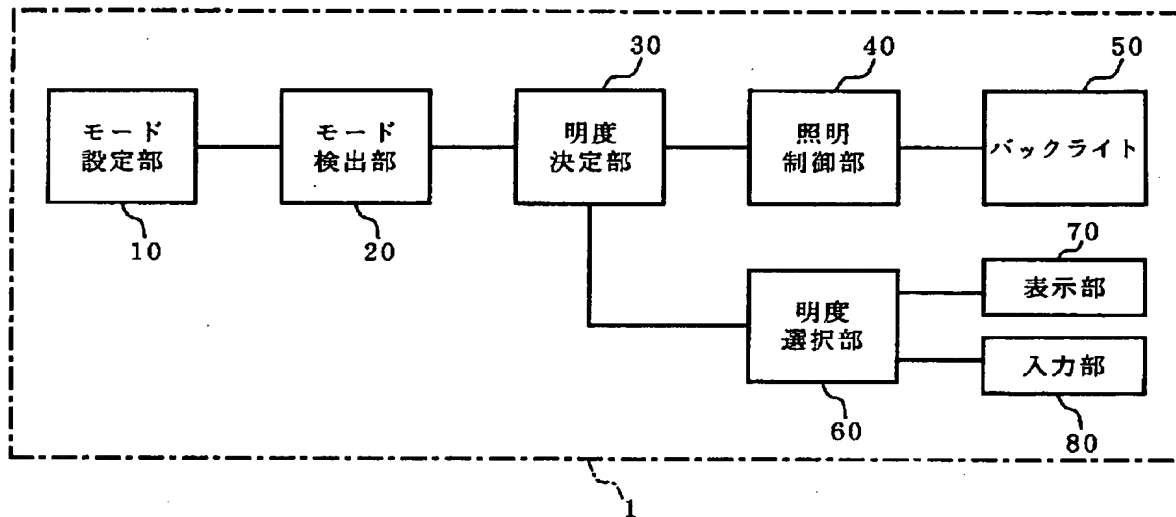 30
40
50
モード
設定部
モード
検出部
明度
決定部
照明
制御部
バックライト
10
20
70
表示部
明度
選択部
入力部
60
80
1